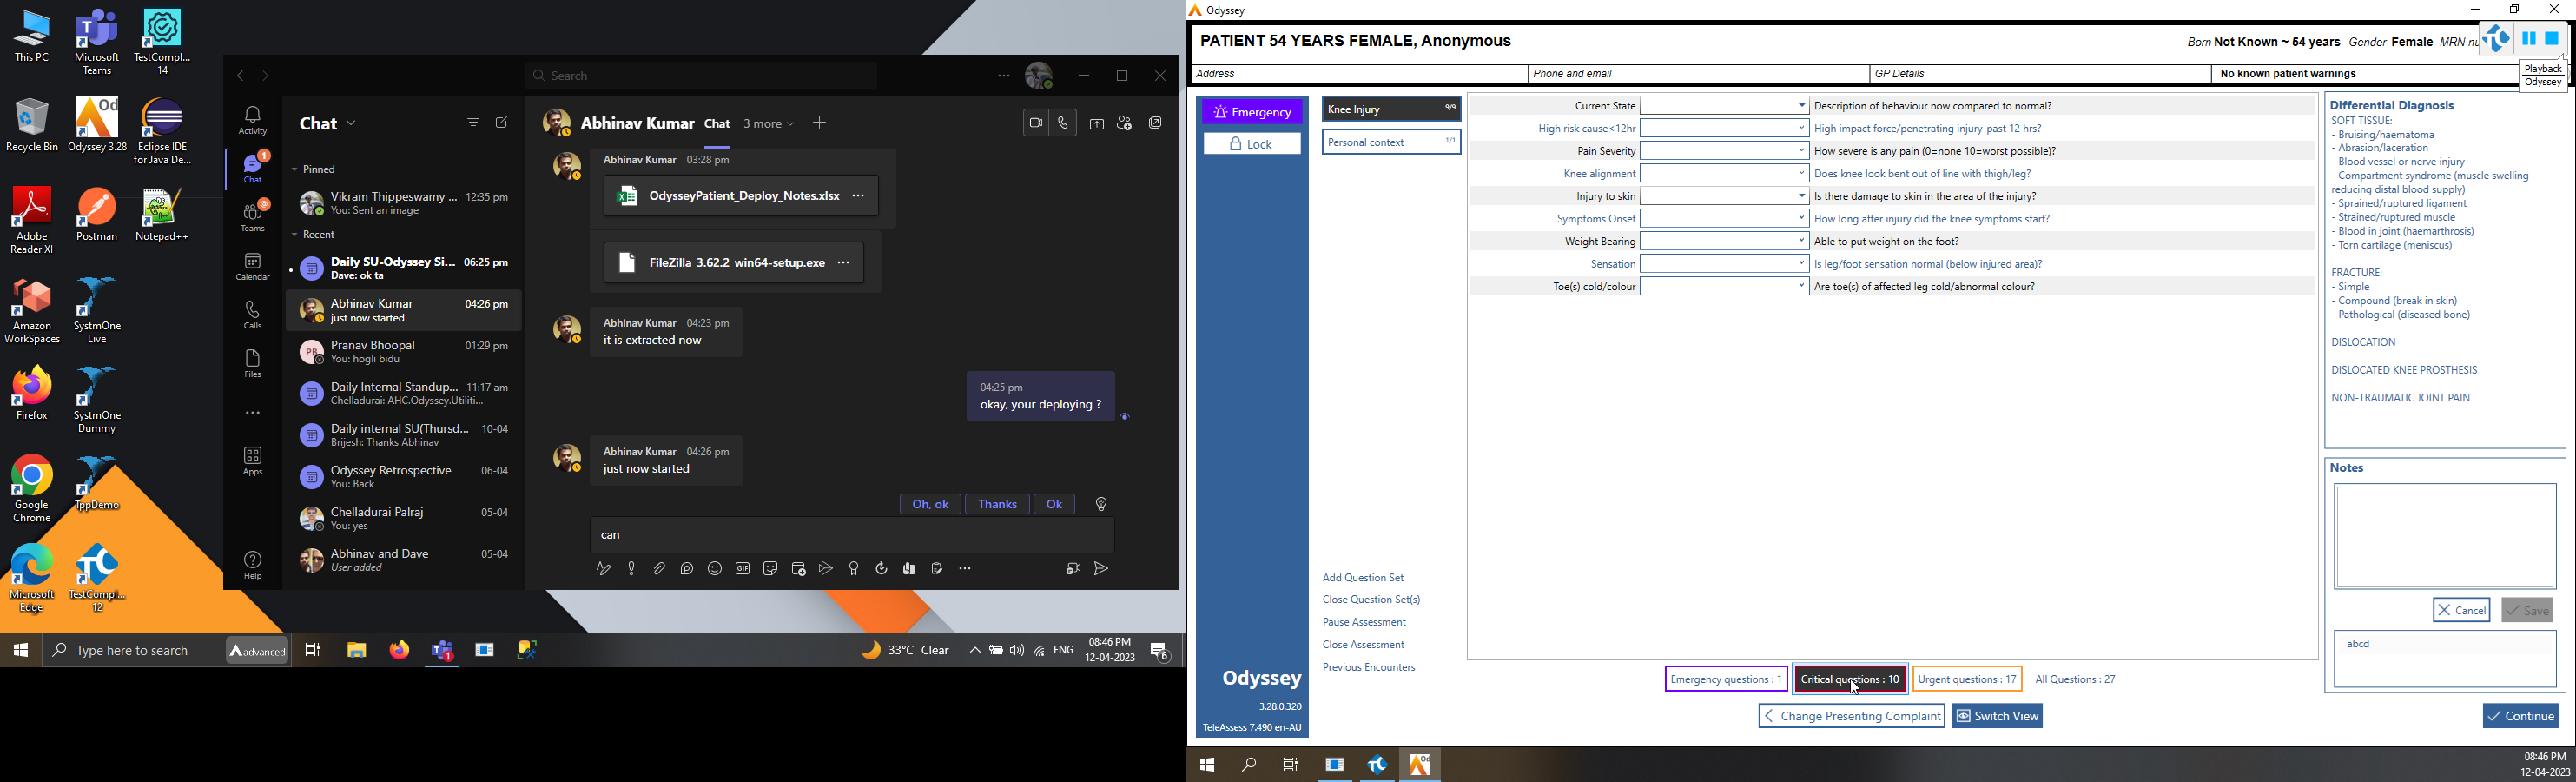 This PC
Microsoft Teams
TestCompl... 14
Recycle Bin
Odyssey 3.28
Eclipse IDE for Java De...
Adobe Reader XI
Postman
Notepad++
Amazon WorkSpaces
SystmOne Live
Firefox
SystmOne Dummy
Google Chrome
TppDemo
Microsoft Edge
TestCompl... 12
Search
Activity
Chat
1
Teams
Calendar
Calls
Files
Apps
Help
Chat
Pinned
Vikram Thippeswamy ... 12:35 pm
You: Sent an image
Recent
Daily SU-Odyssey Si... 06:25 pm
Dave: ok ta
Abhinav Kumar 04:26 pm
just now started
PB
Pranav Bhoopal 01:29 pm
You: hogli bidu
Daily Internal Standup... 11:17 am
Chelladurai: AHC.Odyssey.Utiliti...
Daily internal SU(Thursd... 10-04
Brijesh: Thanks Abhinav
Odyssey Retrospective 06-04
You: Back
Chelladurai Palraj 05-04
You: yes
Abhinav and Dave 05-04
User added
Abhinav Kumar Chat 3 more
Abhinav Kumar 03:28 pm
OdysseyPatient_Deploy_Notes.xlsx
FileZilla_3.62.2_win64-setup.exe
Abhinav Kumar 04:23 pm
it is extracted now
04:25 pm
okay, your deploying ?
Abhinav Kumar 04:26 pm
just now started
Oh, ok Thanks Ok
can
GIF
Type here to search
advanced
1
33°C Clear
ENG
08:46 PM
12-04-2023
6
Odyssey
PATIENT 54 YEARS FEMALE, Anonymous
Born Not Known ~ 54 years Gender Female MRN nu
Playback
Odyssey
Address
Phone and email
GP Details
No known patient warnings
Emergency
Lock
Knee Injury 9/9
Personal context 1/1
Current State Description of behaviour now compared to normal?
High risk cause<12hr High impact force/penetrating injury-past 12 hrs?
Pain Severity How severe is any pain (0=none 10=worst possible)?
Knee alignment Does knee look bent out of line with thigh/leg?
Injury to skin Is there damage to skin in the area of the injury?
Symptoms Onset How long after injury did the knee symptoms start?
Weight Bearing Able to put weight on the foot?
Sensation Is leg/foot sensation normal (below injured area)?
Toe(s) cold/colour Are toe(s) of affected leg cold/abnormal colour?
Differential Diagnosis
SOFT TISSUE:
- Bruising/haematoma
- Abrasion/laceration
- Blood vessel or nerve injury
- Compartment syndrome (muscle swelling
reducing distal blood supply)
- Sprained/ruptured ligament
- Strained/ruptured muscle
- Blood in joint (haemarthrosis)
- Torn cartilage (meniscus)
FRACTURE:
- Simple
- Compound (break in skin)
- Pathological (diseased bone)
DISLOCATION
DISLOCATED KNEE PROSTHESIS
NON-TRAUMATIC JOINT PAIN
Notes
Cancel
Save
abcd
Add Question Set
Close Question Set(s)
Pause Assessment
Close Assessment
Previous Encounters
Odyssey
3.28.0.320
TeleAssess 7.490 en-AU
Emergency questions : 1
Critical questions : 10
Urgent questions : 17
All Questions : 27
Change Presenting Complaint
Switch View
Continue
Od
08:46 PM
12-04-2023